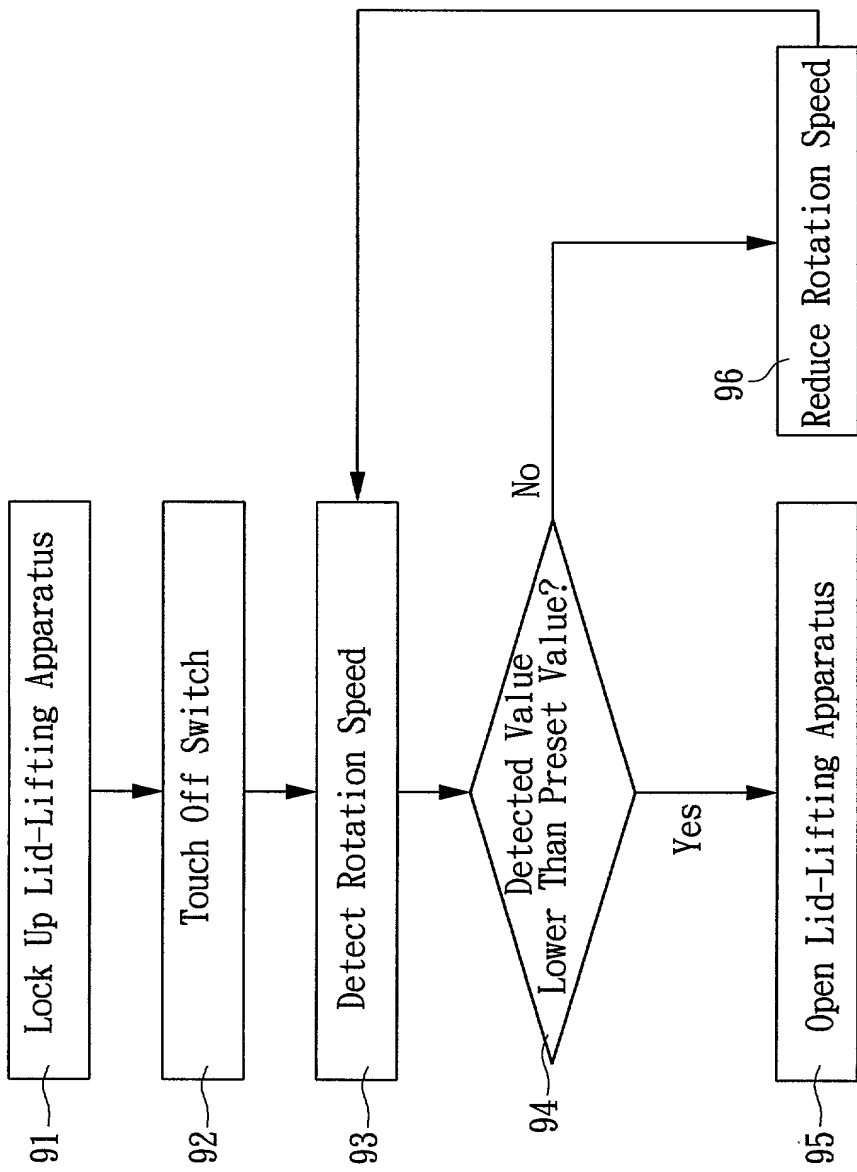 91
Lock Up Lid-Lifting Apparatus
92
Touch Off Switch
93
Detect Rotation Speed
94
Detected Value
Lower Than Preset Value?
No
Yes
96
Reduce Rotation Speed
95
Open Lid-Lifting Apparatus